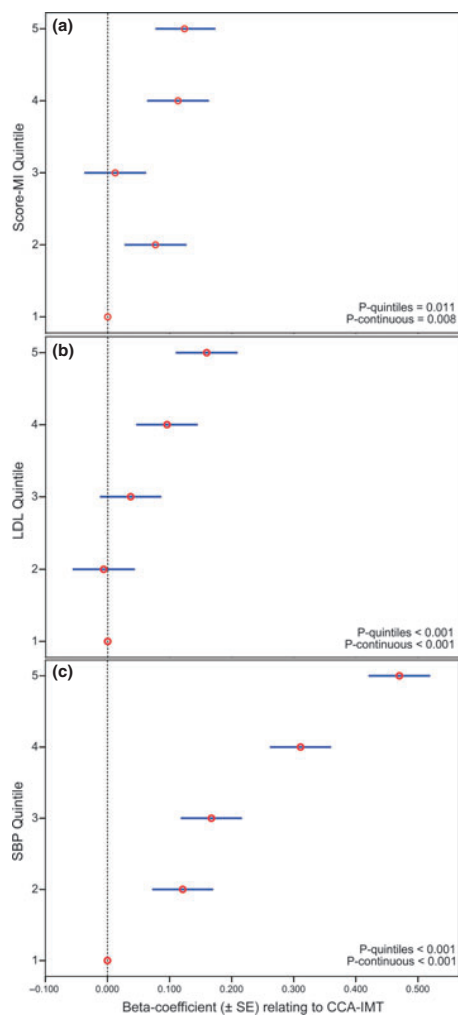 (a)
5
4
3
2
1
Score-MI Quintile
P-quintiles = 0.011
P-continuous = 0.008
(b)
5
4
3
2
1
LDL Quintile
P-quintiles < 0.001
P-continuous < 0.001
(c)
5
4
3
2
1
SBP Quintile
P-quintiles < 0.001
P-continuous < 0.001
−0.100 0.000 0.100 0.200 0.300 0.400 0.500
Beta-coefficient (± SE) relating to CCA-IMT